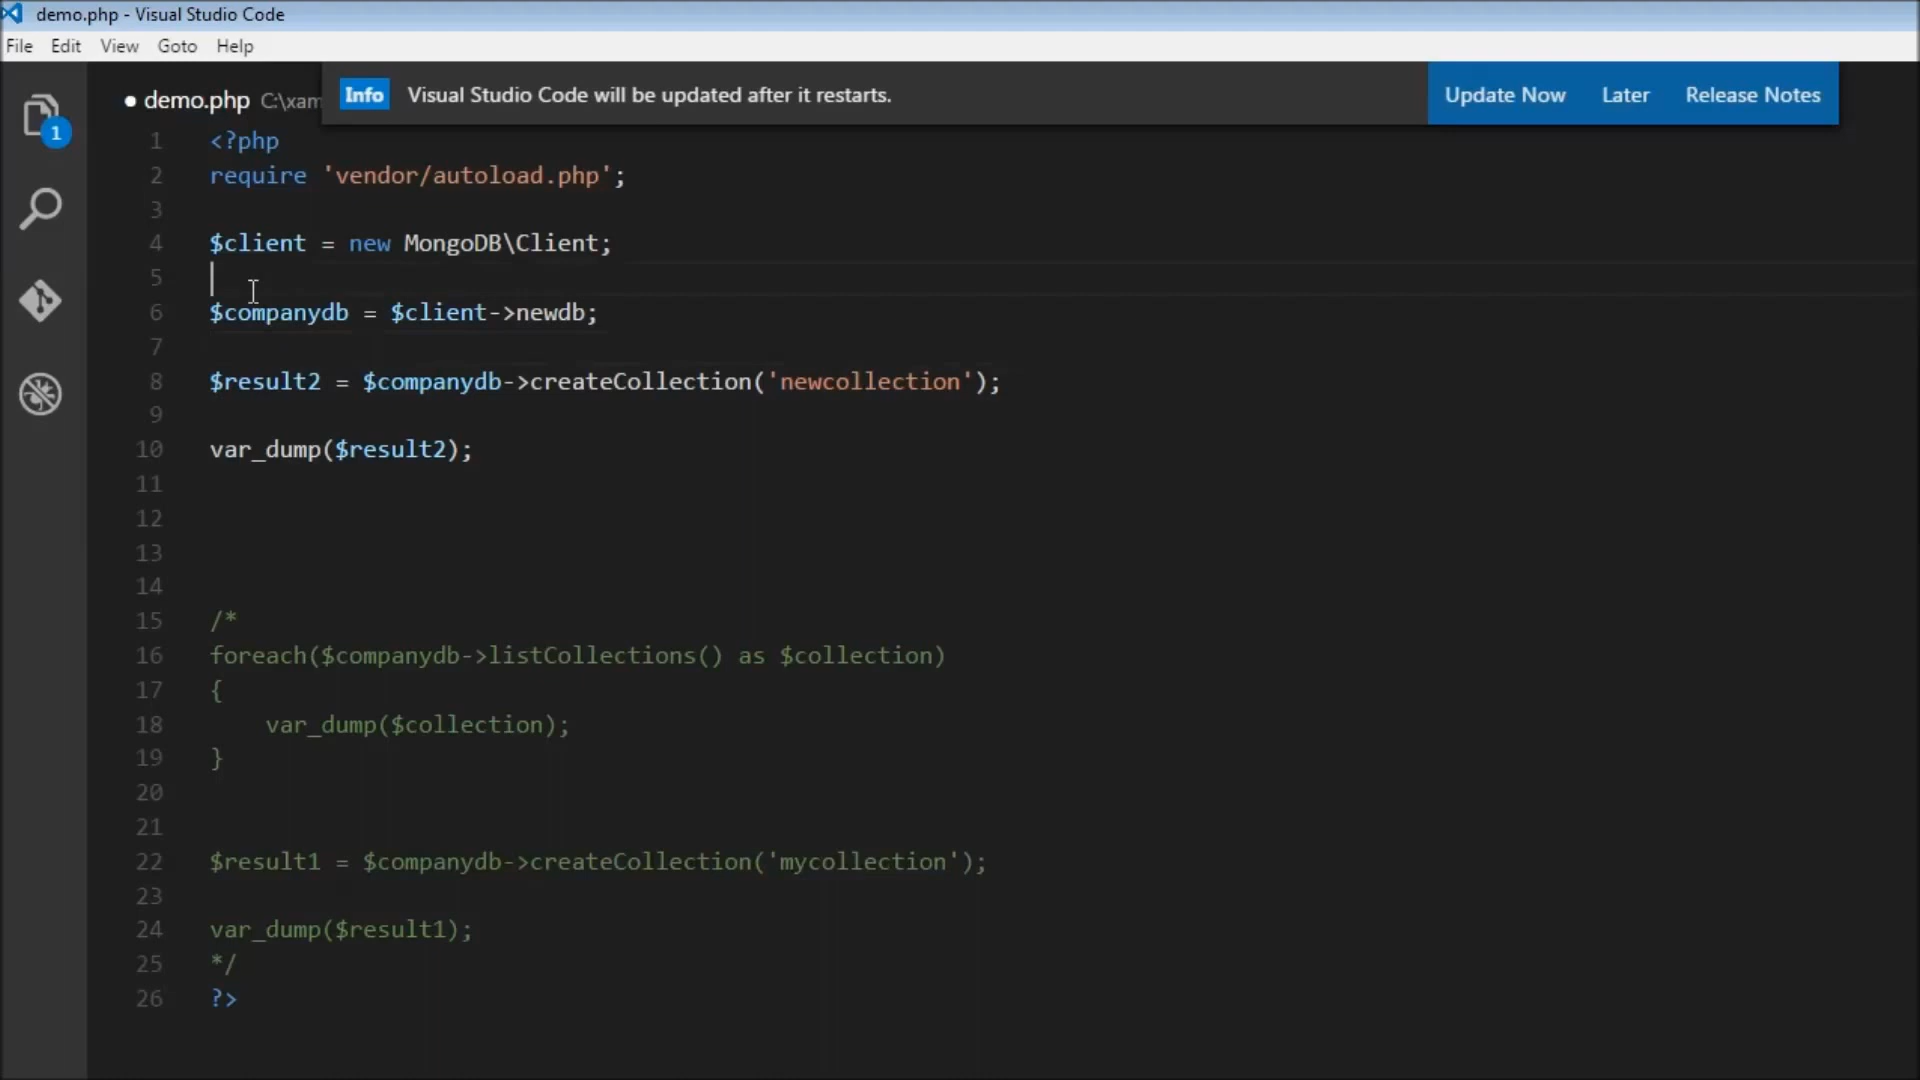 demo.php - Visual Studio Code
File Edit View Goto Help
demo.php C:\xam
Info Visual Studio Code will be updated after it restarts. Update Now Later Release Notes
1
1 <?php
2 require 'vendor/autoload.php';
3
4 $client = new MongoDB\Client;
5
6 $companydb = $client->newdb;
7
8 $result2 = $companydb->createCollection('newcollection');
9
10 var_dump($result2);
11
12
13
14
15 /*
16 foreach($companydb->listCollections() as $collection)
17 {
18     var_dump($collection);
19 }
20
21
22 $result1 = $companydb->createCollection('mycollection');
23
24 var_dump($result1);
25 */
26 ?>